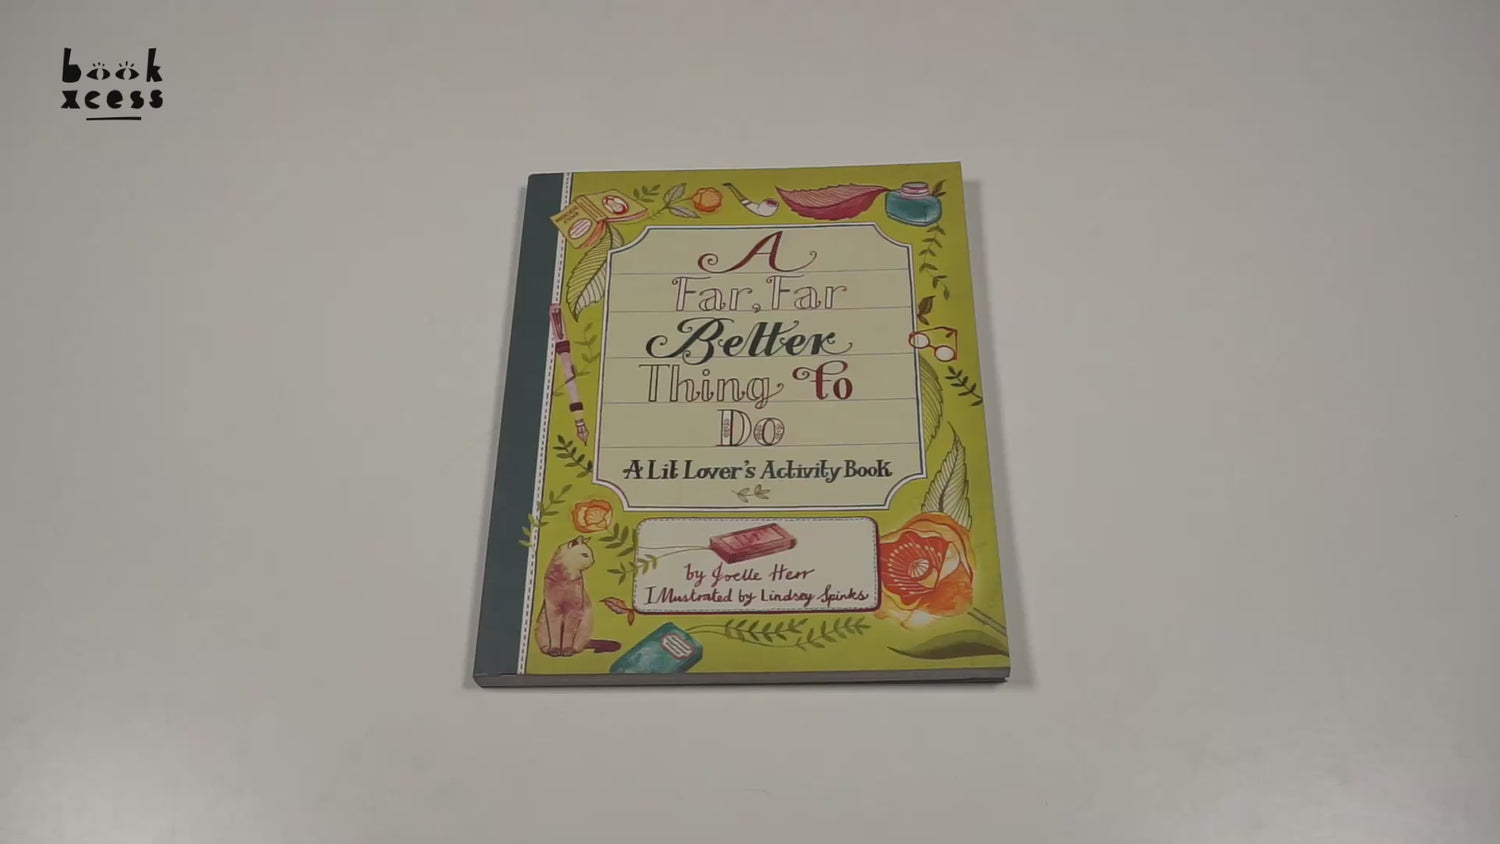 book
xcess
A
Far, Far
Better
Thing to
Do
A Lit Lover's Activity Book
by Joelle Herr
Illustrated by Lindsey Spinks